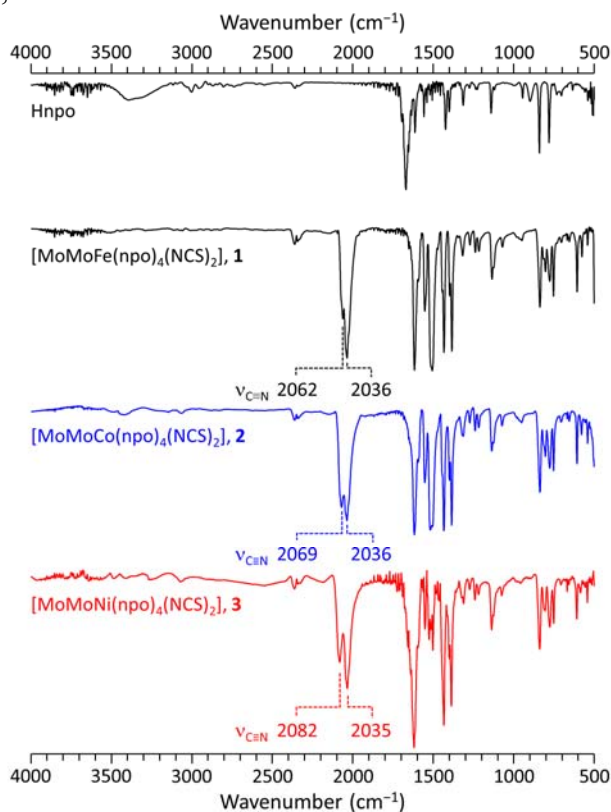 Wavenumber (cm⁻¹)
4000 3500 3000 2500 2000 1500 1000 500
Hnpo
[MoMoFe(npo)₄(NCS)₂], 1
ν_C≡N 2062 2036
[MoMoCo(npo)₄(NCS)₂], 2
ν_C≡N 2069 2036
[MoMoNi(npo)₄(NCS)₂], 3
ν_C≡N 2082 2035
4000 3500 3000 2500 2000 1500 1000 500
Wavenumber (cm⁻¹)